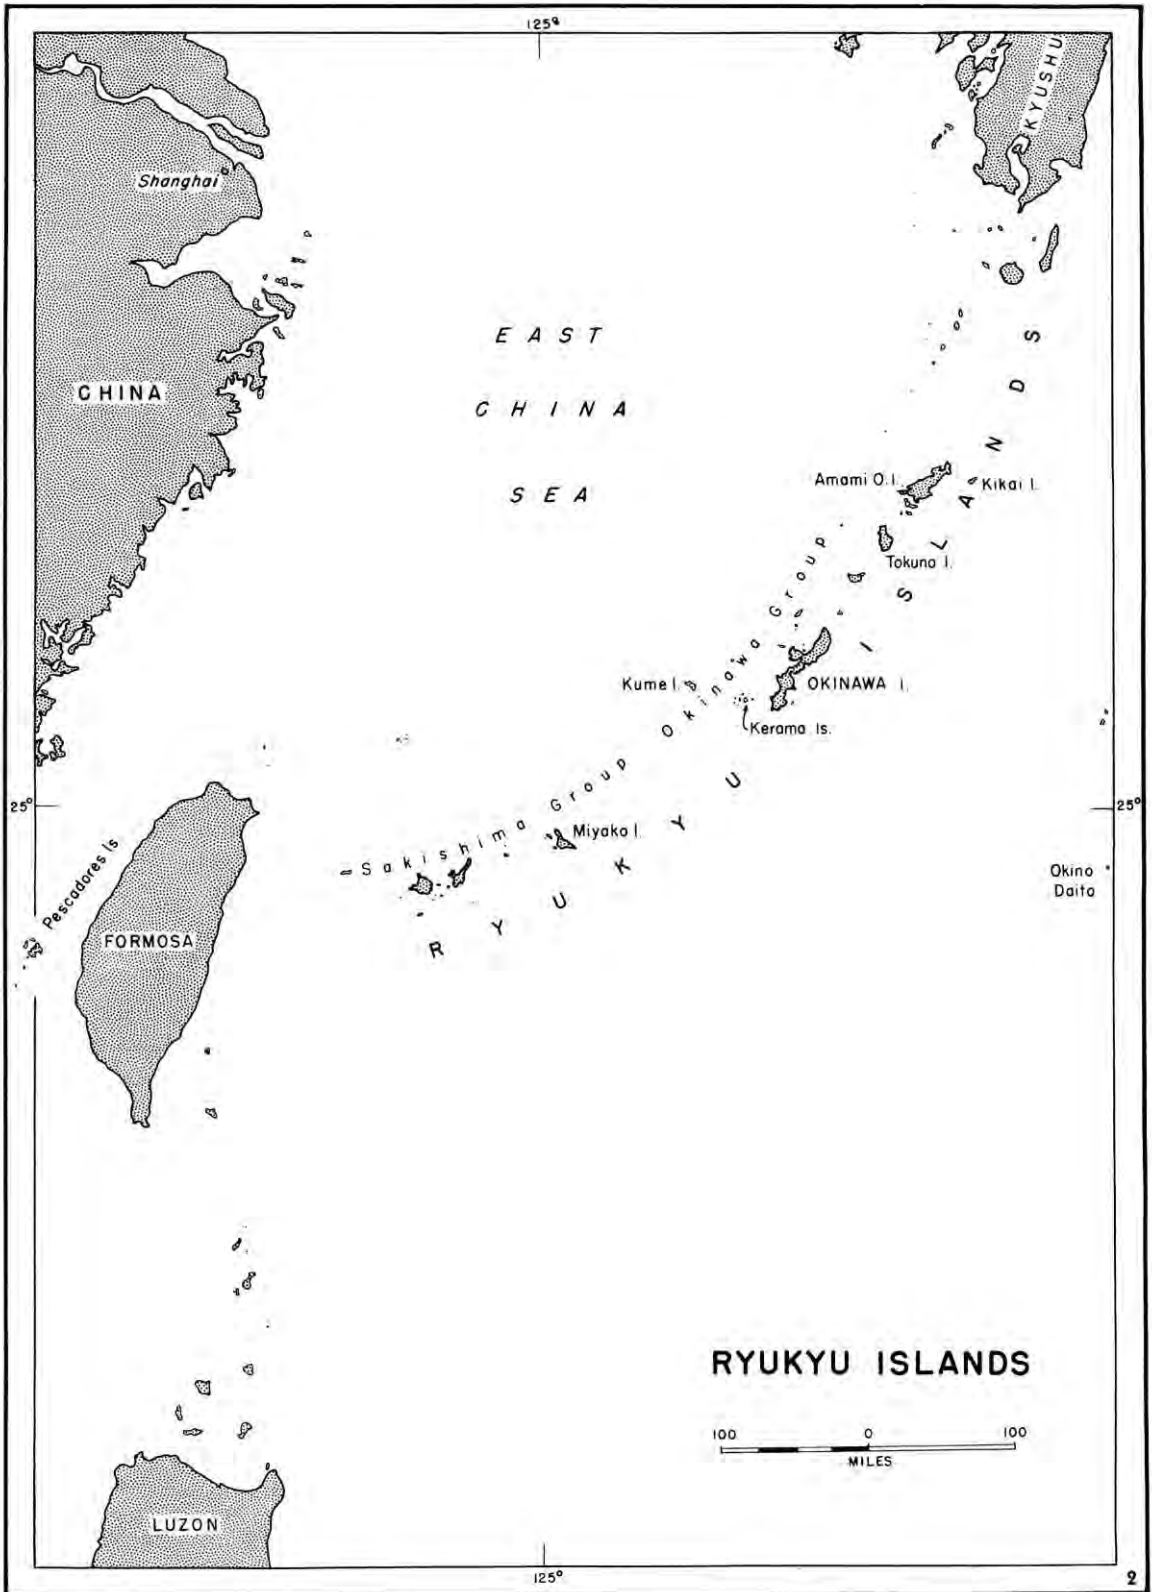 125°
KYUSHU
Shanghai
EAST
CHINA
SEA
CHINA
Amami O. I.
Kikai I.
Tokuno I.
Okinawa Group
Kume I.
OKINAWA I.
Kerama Is.
Sakishima Group
Miyako I.
RYUKYU ISLANDS
25°
25°
Pescadores Is
FORMOSA
Okino
Daito
RYUKYU ISLANDS
100 0 100
MILES
LUZON
125°
2